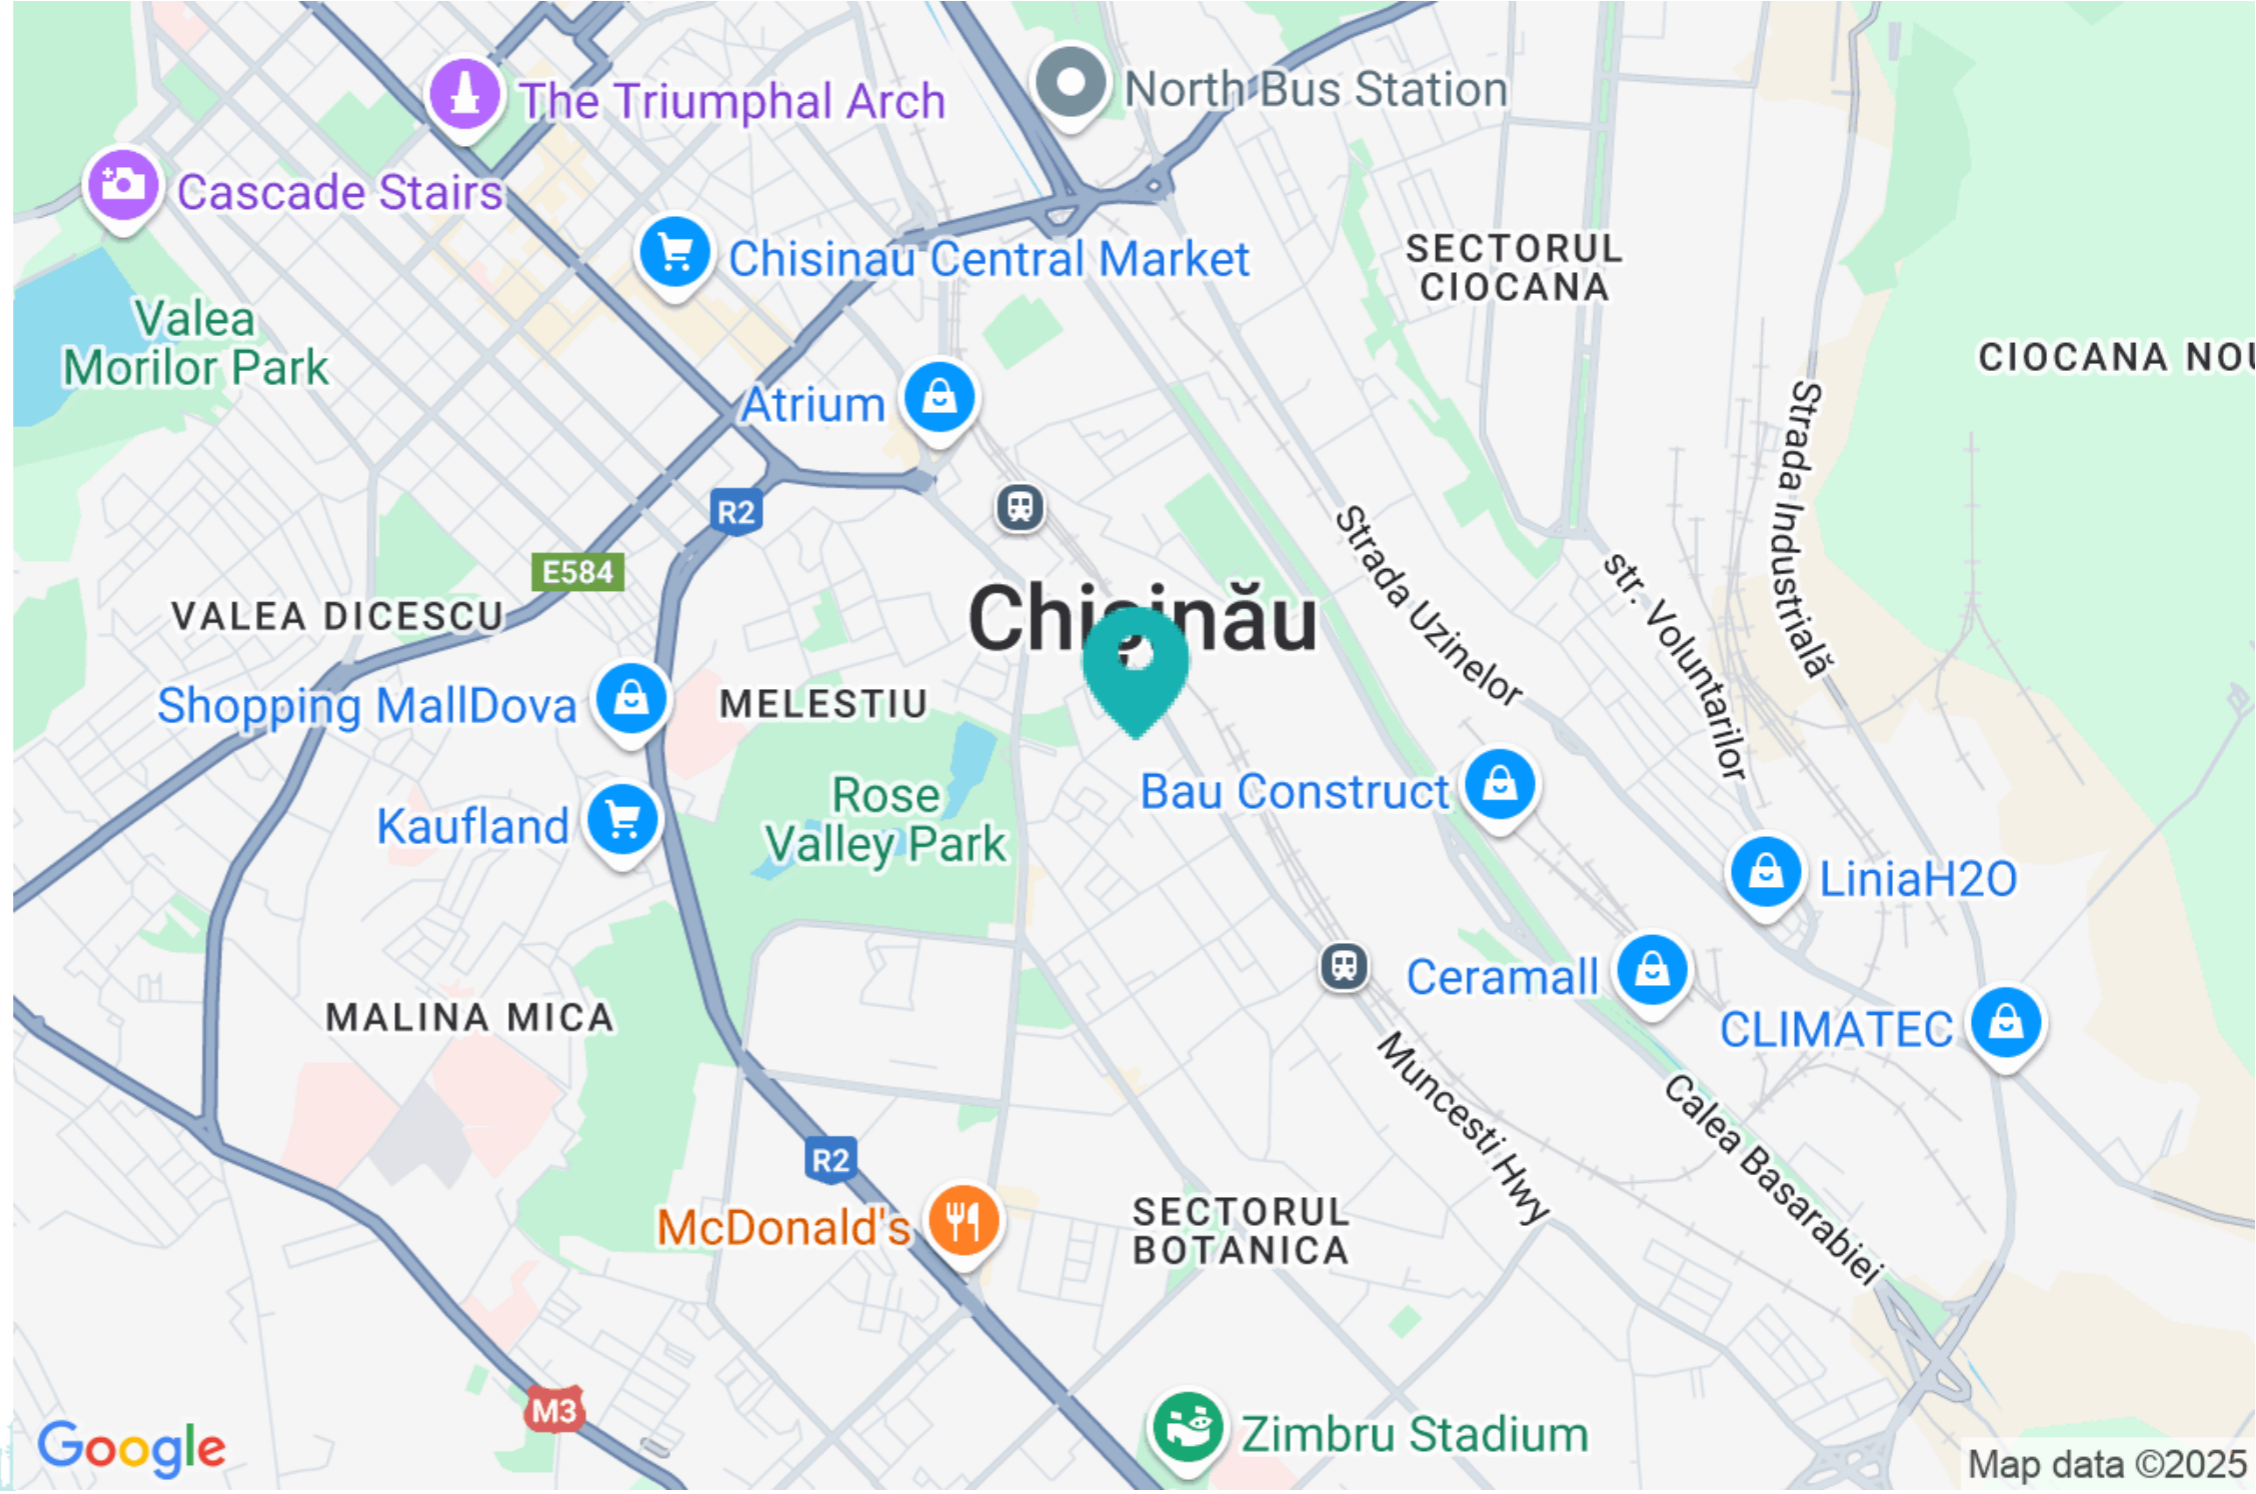 The Triumphal Arch
North Bus Station
Cascade Stairs
Chisinau Central Market
SECTORUL
CIOCANA
Valea
Morilor Park
CIOCANA NOU
Atrium
Strada Industrială
R2
Strada Uzinelor
str. Voluntarilor
E584
Chișinău
VALEA DICESCU
Shopping MallDova
MELESTIU
Bau Construct
Rose
Valley Park
Kaufland
LiniaH2O
Ceramall
MALINA MICA
CLIMATEC
Muncesti Hwy
Calea Basarabiei
R2
McDonald's
SECTORUL
BOTANICA
M3
Zimbru Stadium
Google
Map data ©2025